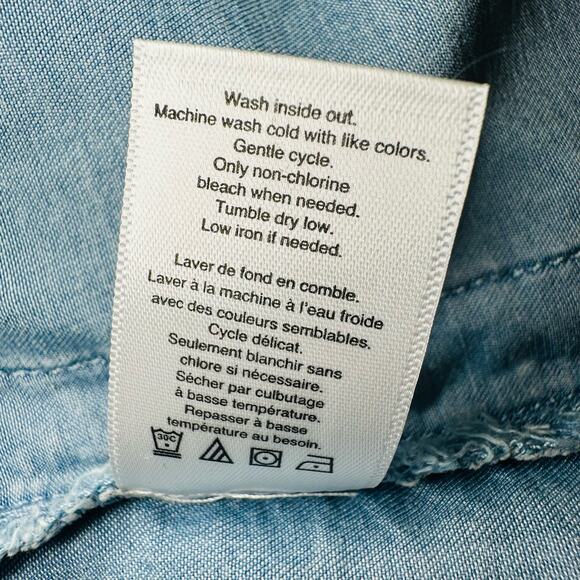 Wash inside out.
Machine wash cold with like colors.
Gentle cycle.
Only non-chlorine
bleach when needed.
Tumble dry low.
Low iron if needed.
Laver de fond en comble.
Laver à la machine à l'eau froide
avec des couleurs semblables.
Cycle délicat.
Seulement blanchir sans
chlore si nécessaire.
Sécher par culbutage
à basse température.
Repasser à basse
température au besoin.
30C